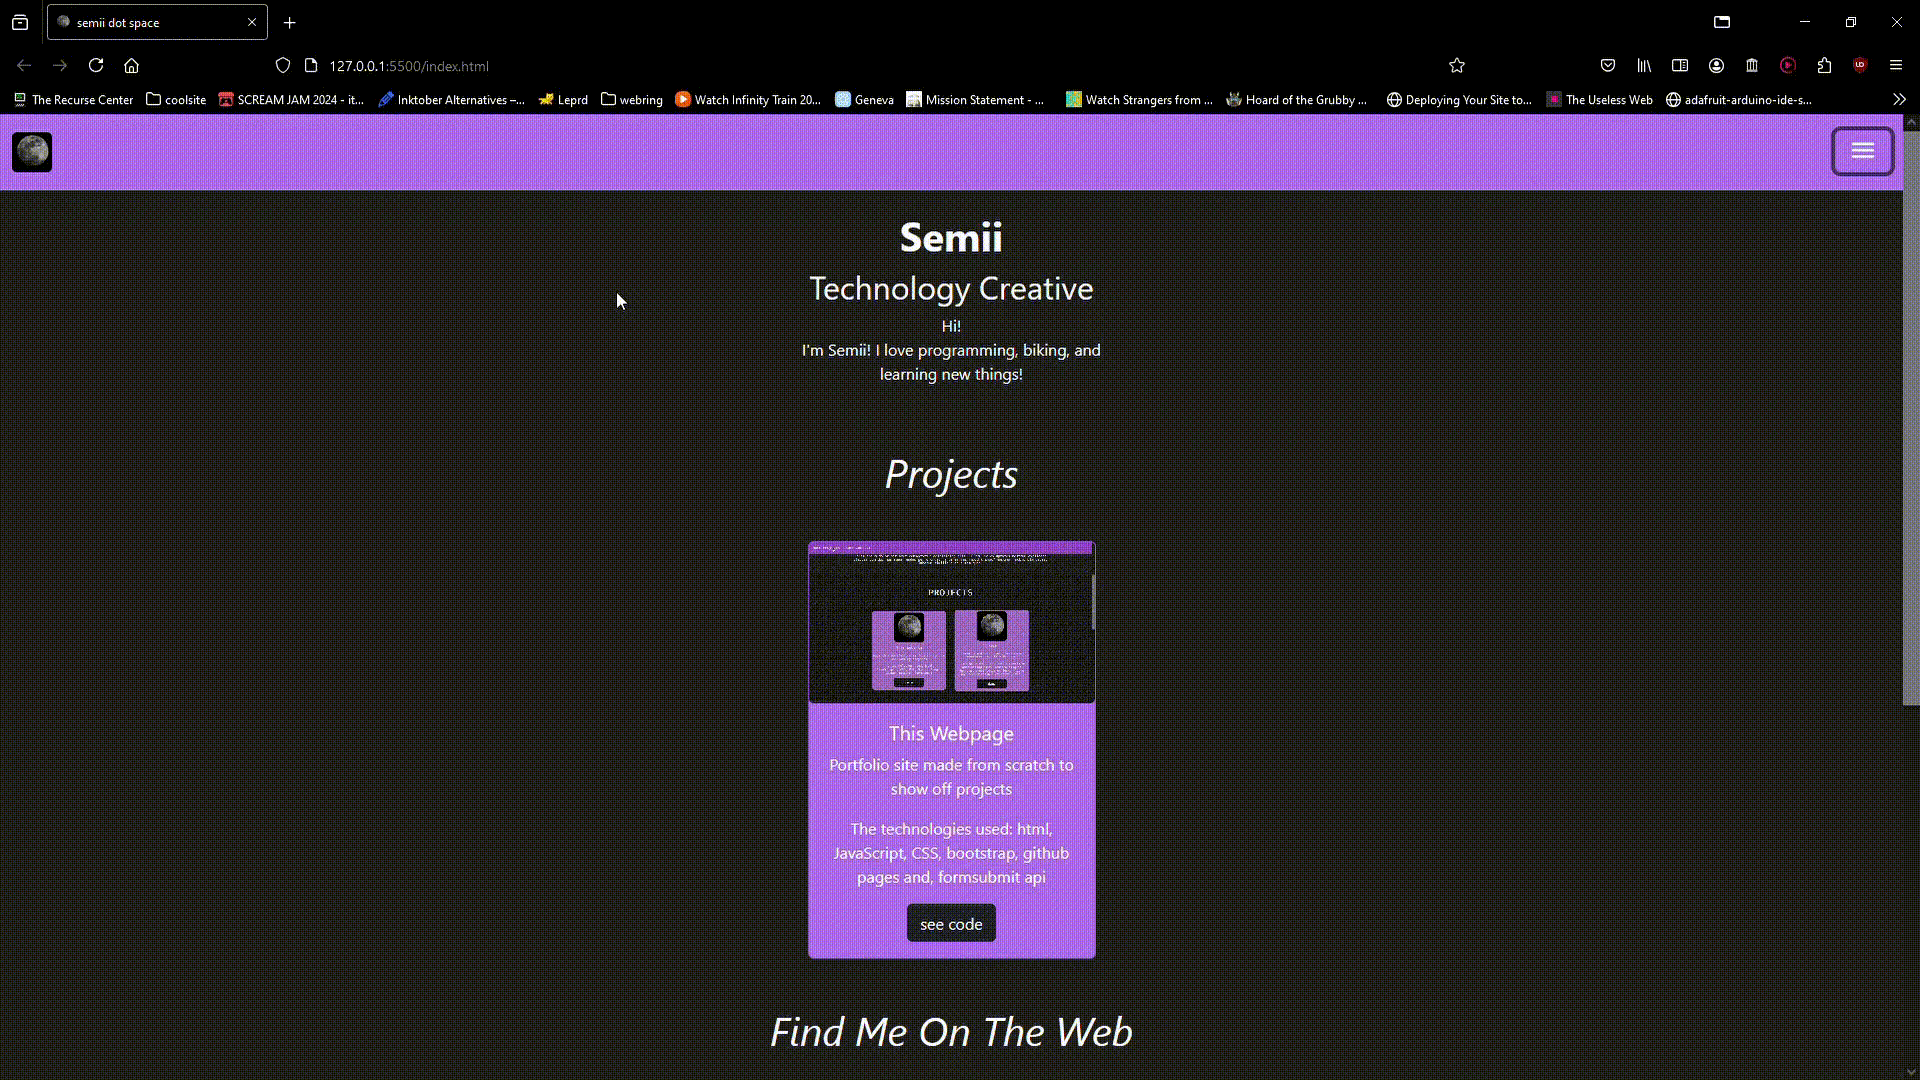 semii dot space
127.0.0.1:5500/index.html
The Recurse Center coolsite SCREAM JAM 2024 - it... Inktober Alternatives –... Leprd webring Watch Infinity Train 20... Geneva Mission Statement - ... Watch Strangers from ... Hoard of the Grubby ... Deploying Your Site to... The Useless Web adafruit-arduino-ide-s...
Semii
Technology Creative
Hi!
I'm Semii! I love programming, biking, and
learning new things!
Projects
PROJECTS
This Webpage
Portfolio site made from scratch to
show off projects
The technologies used: html,
JavaScript, CSS, bootstrap, github
pages and, formsubmit api
see code
Find Me On The Web